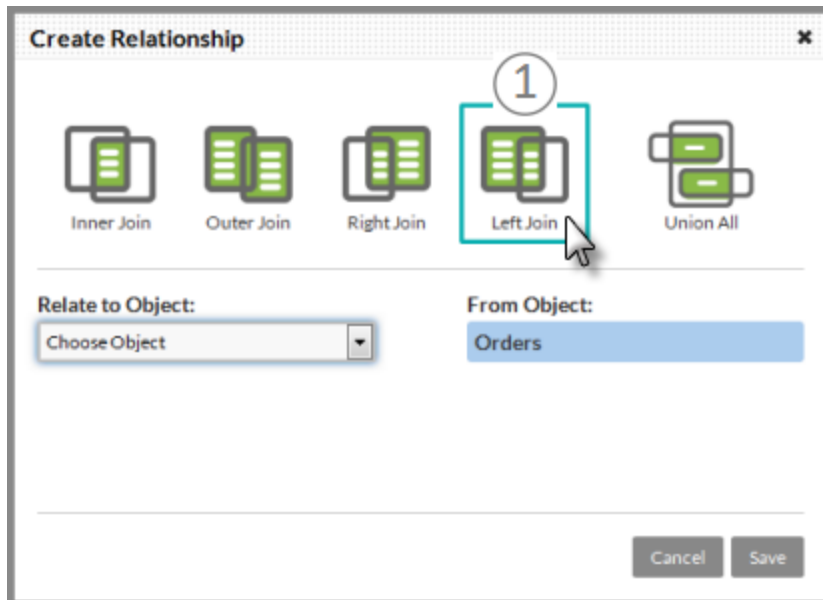 Create Relationship
1
Inner Join Outer Join Right Join Left Join Union All
Relate to Object: From Object:
Choose Object Orders
Cancel Save